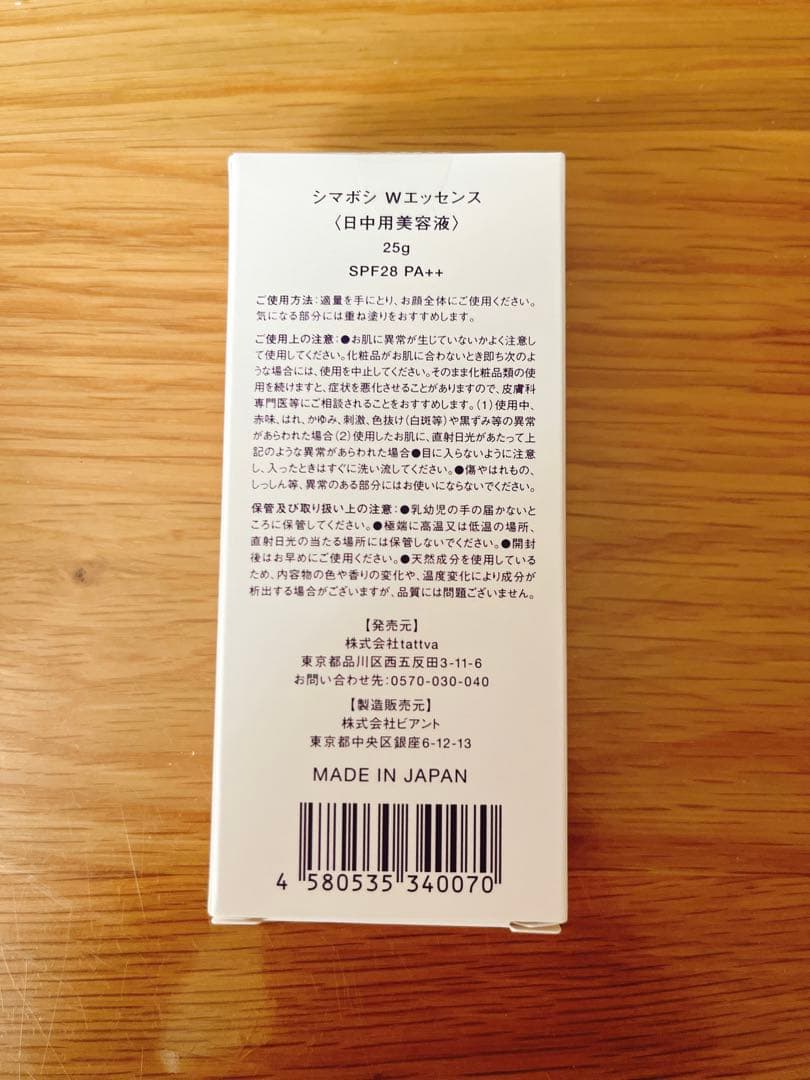 シマボシ Wエッセンス
〈日中用美容液〉
25g
SPF28 PA++
ご使用方法：適量を手にとり、お顔全体にご使用ください。
気になる部分には重ね塗りをおすすめします。
ご使用上の注意：●お肌に異常が生じていないかよく注意し
て使用してください。化粧品がお肌に合わないとき即ち次のよ
うな場合には、使用を中止してください。そのまま化粧品類の使
用を続けますと、症状を悪化させることがありますので、皮膚科
専門医等にご相談されることをおすすめします。(1)使用中、
赤味、はれ、かゆみ、刺激、色抜け(白斑等)や黒ずみ等の異常
があらわれた場合(2)使用したお肌に、直射日光があたって上
記のような異常があらわれた場合●目に入らないように注意
し、入ったときはすぐに洗い流してください。●傷やはれもの、
しっしん等、異常のある部分にはお使いにならないでください。
保管及び取り扱い上の注意：●乳幼児の手の届かないと
ころに保管してください。●極端に高温又は低温の場所、
直射日光の当たる場所には保管しないでください。●開封
後はお早めにご使用ください。●天然成分を使用している
ため、内容物の色や香りの変化や、温度変化により成分が
析出する場合がございますが、品質には問題ございません。
【発売元】
株式会社tattva
東京都品川区西五反田3-11-6
お問い合わせ先：0570-030-040
【製造販売元】
株式会社ビアント
東京都中央区銀座6-12-13
MADE IN JAPAN
4 580535 340070